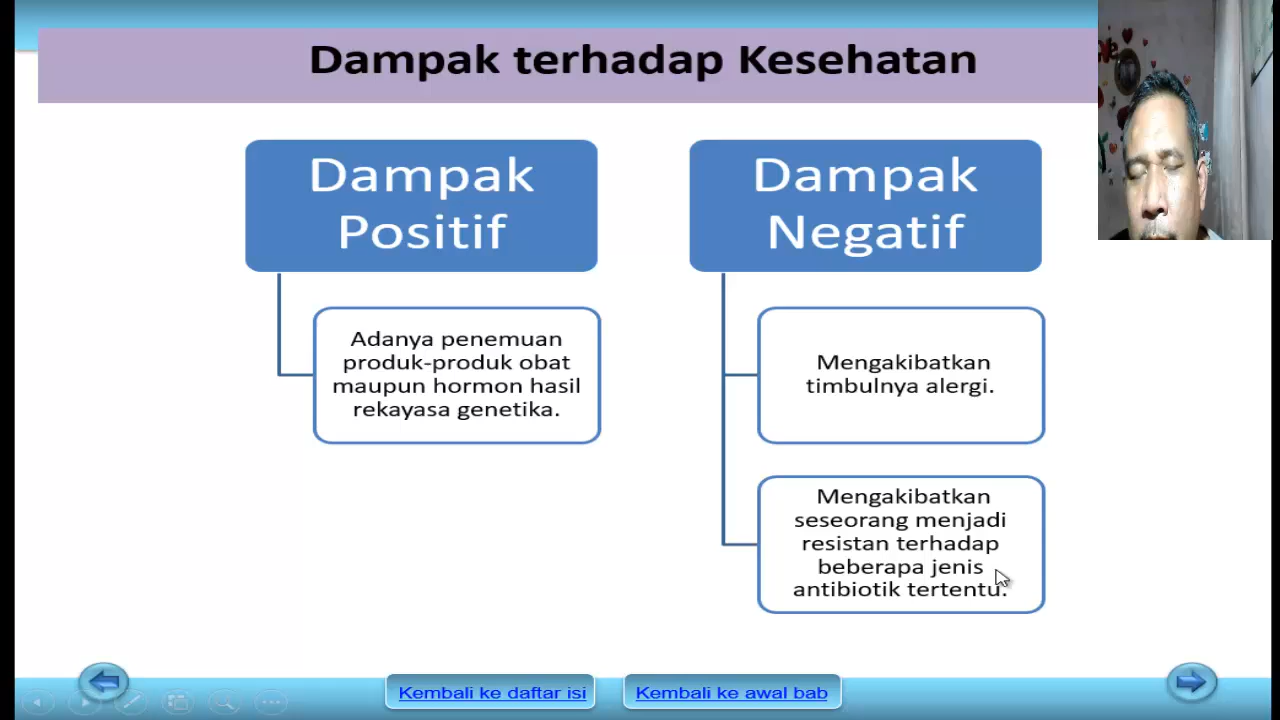 Dampak terhadap Kesehatan
Dampak
Positif
Adanya penemuan
produk-produk obat
maupun hormon hasil
rekayasa genetika.
Dampak
Negatif
Mengakibatkan
timbulnya alergi.
Mengakibatkan
seseorang menjadi
resistan terhadap
beberapa jenis
antibiotik tertentu.
Kembali ke daftar isi
Kembali ke awal bab